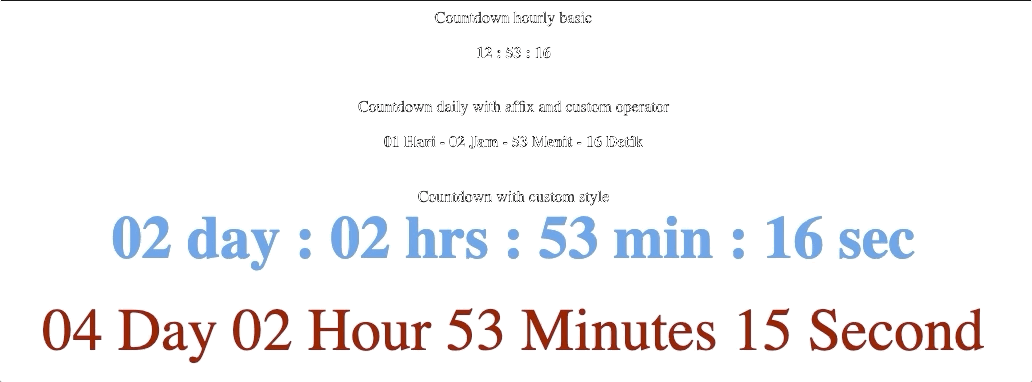 Countdown hourly basic
02 : 53 : 16
Countdown daily with affix and custom operator
01 Hari - 02 Jam - 53 Menit - 16 Detik
Countdown with custom style
02 day : 02 hrs : 53 min : 16 sec
04 Day 02 Hour 53 Minutes 15 Second